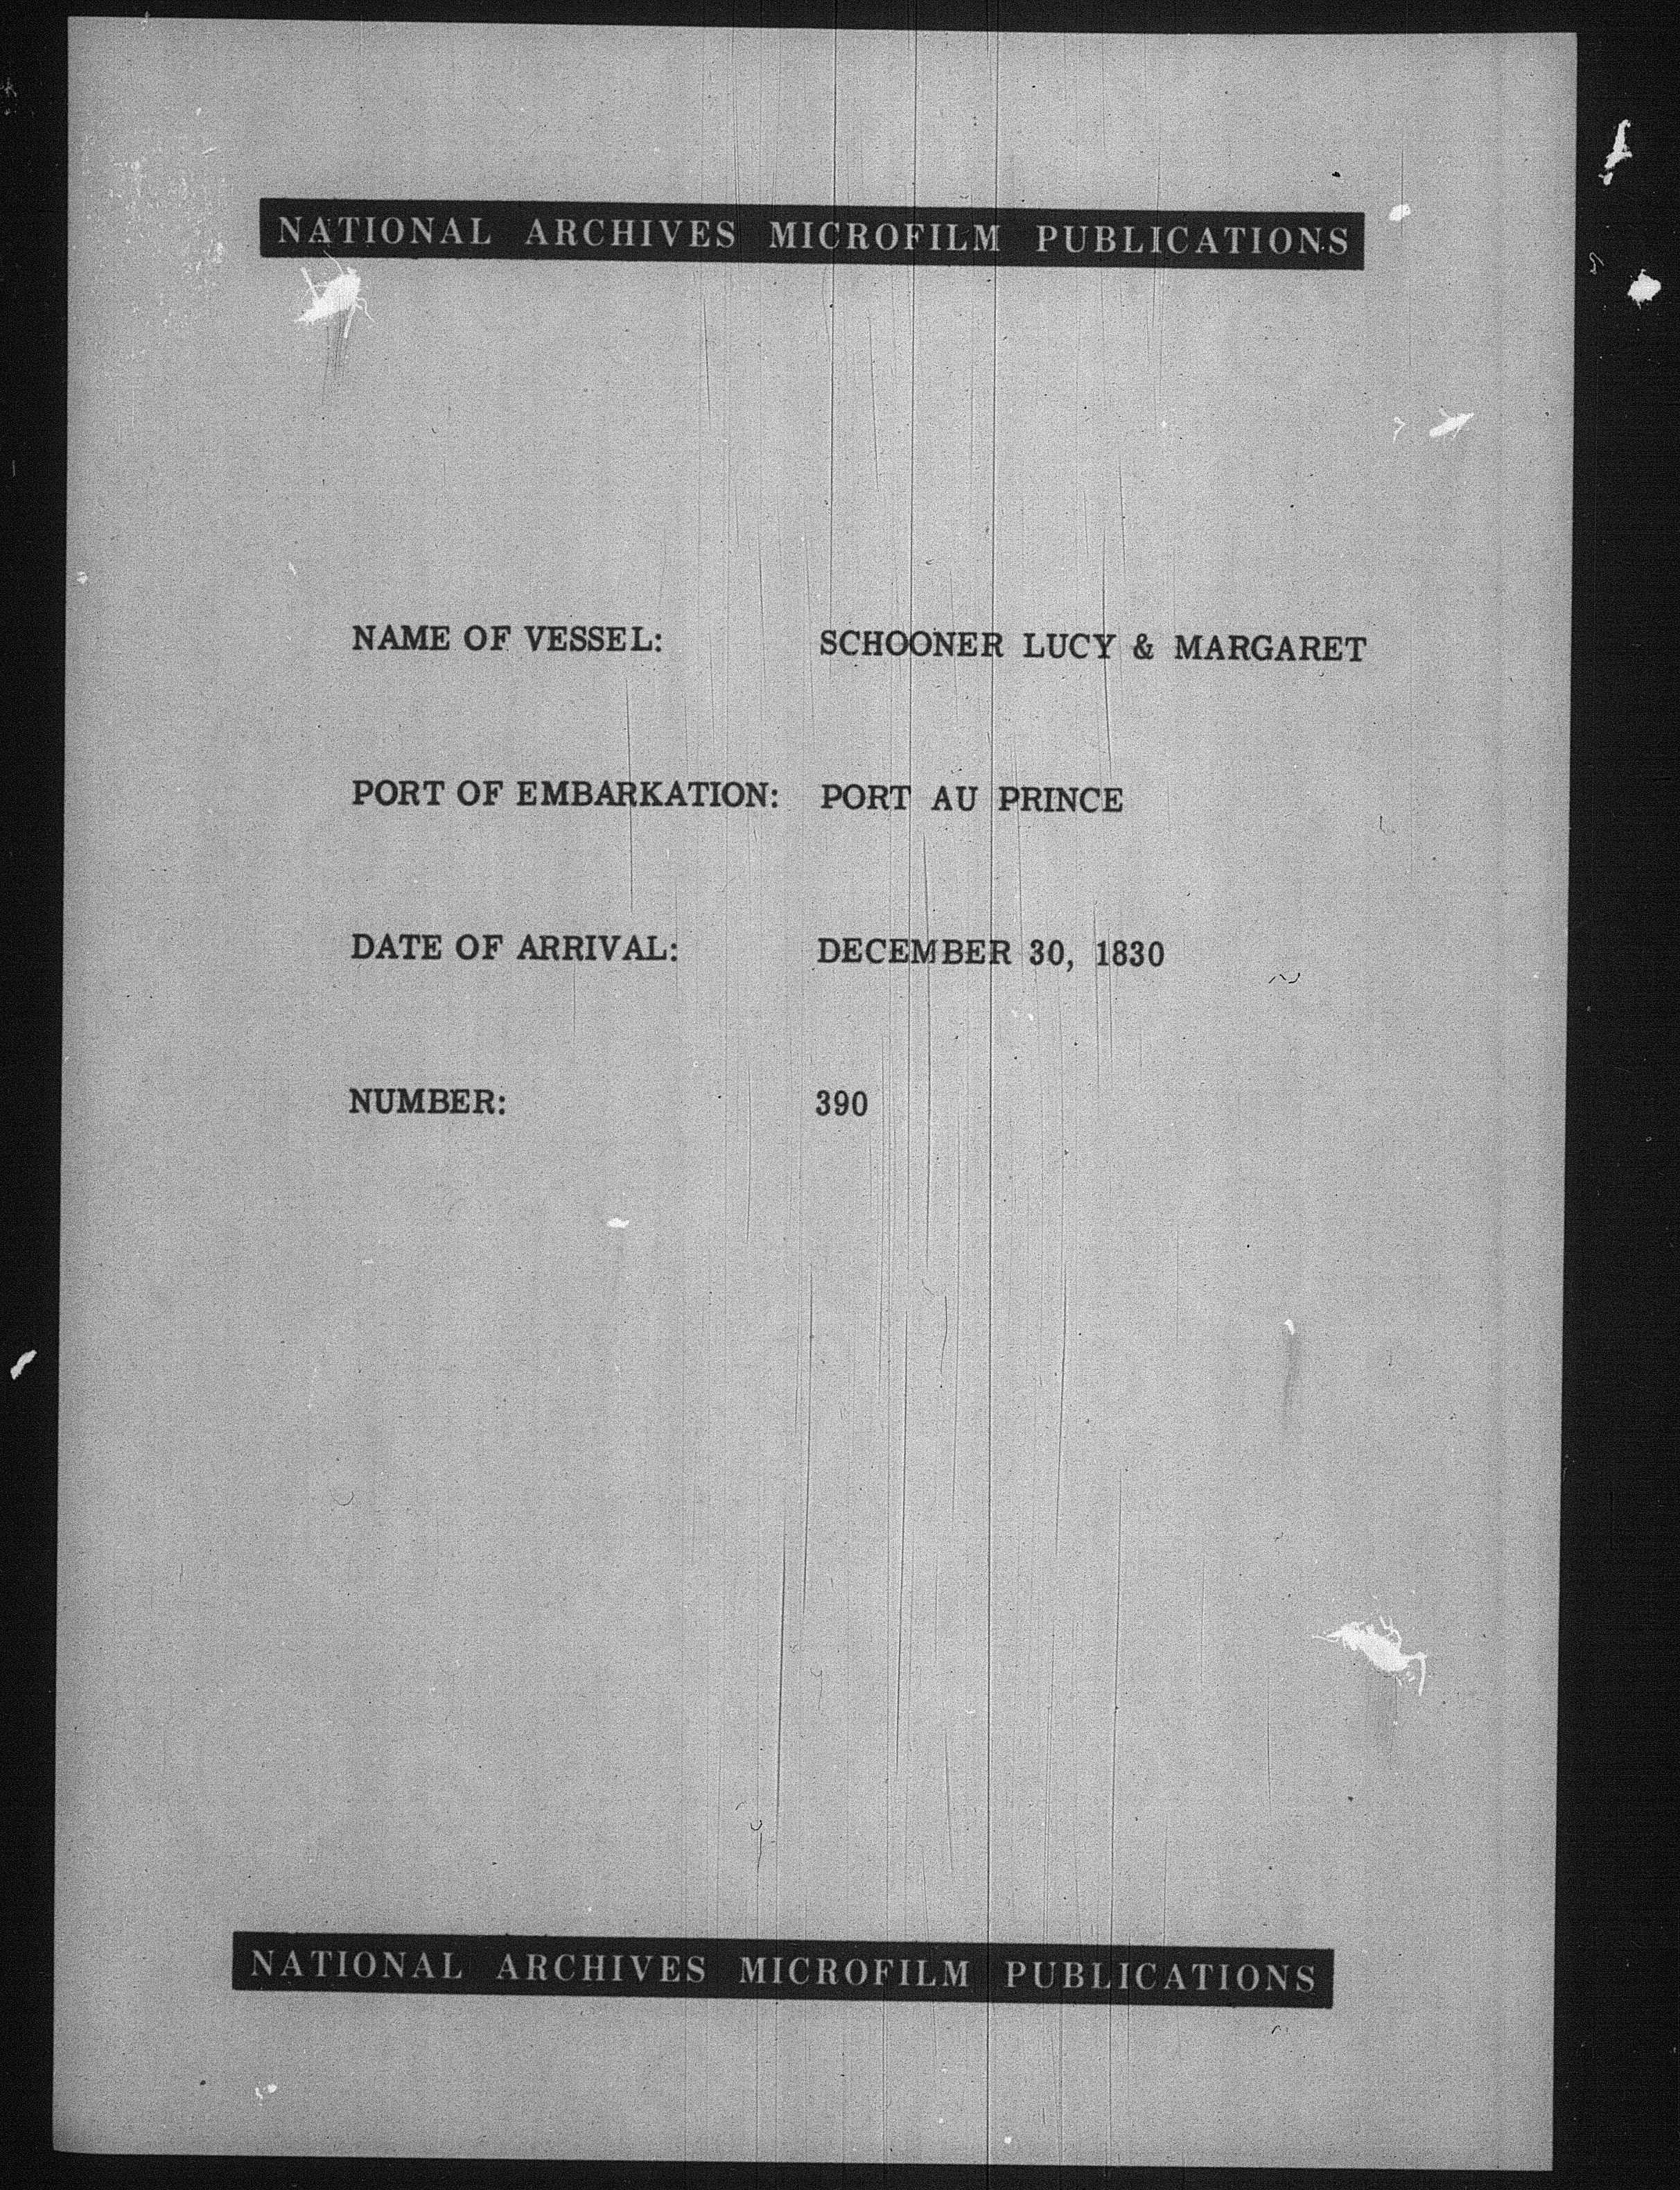 NATIONAL ARCHIVES MICROFILM PUBLICATIONS
NAME OF VESSEL: SCHOONER LUCY & MARGARET
PORT OF EMBARKATION: PORT AU PRINCE
DATE OF ARRIVAL: DECEMBER 30, 1830
NUMBER: 390
NATIONAL ARCHIVES MICROFILM PUBLICATIONS